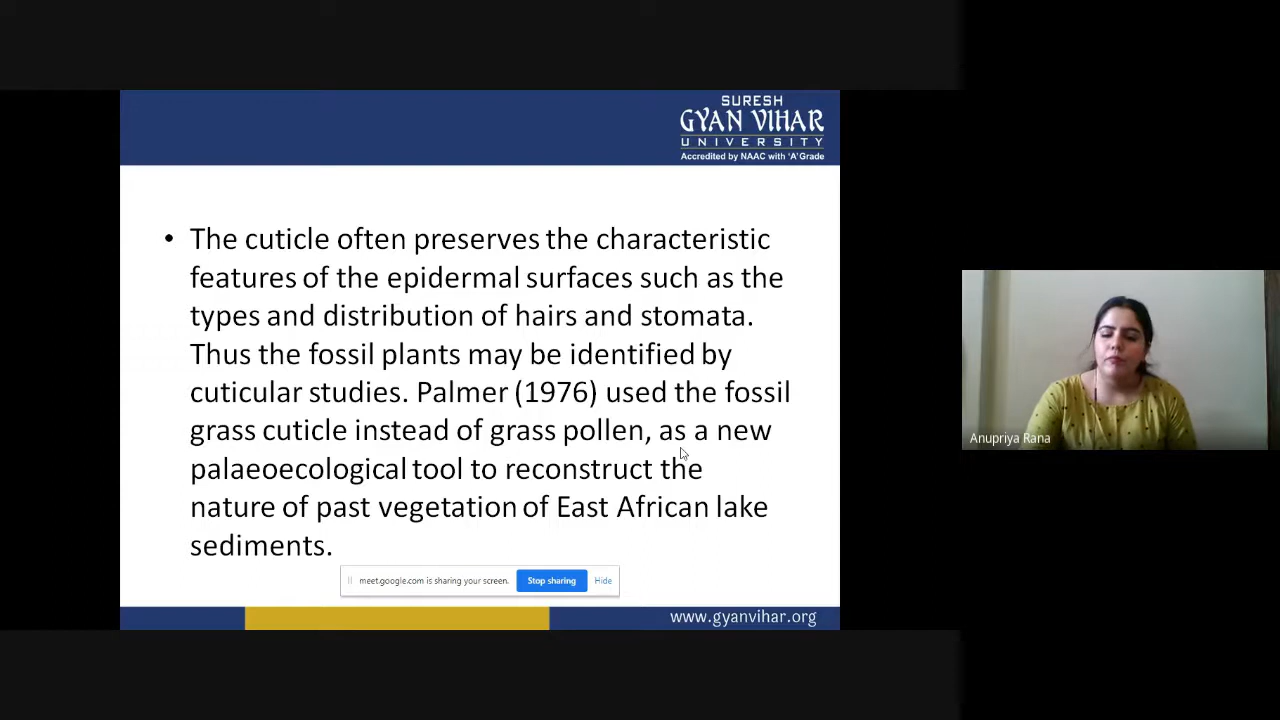 SURESH
GYAN VIHAR
UNIVERSITY
Accredited by NAAC with 'A' Grade
• The cuticle often preserves the characteristic
features of the epidermal surfaces such as the
types and distribution of hairs and stomata.
Thus the fossil plants may be identified by
cuticular studies. Palmer (1976) used the fossil
grass cuticle instead of grass pollen, as a new
palaeoecological tool to reconstruct the
nature of past vegetation of East African lake
sediments.
meet.google.com is sharing your screen. Stop sharing Hide
www.gyanvihar.org
Anupriya Rana